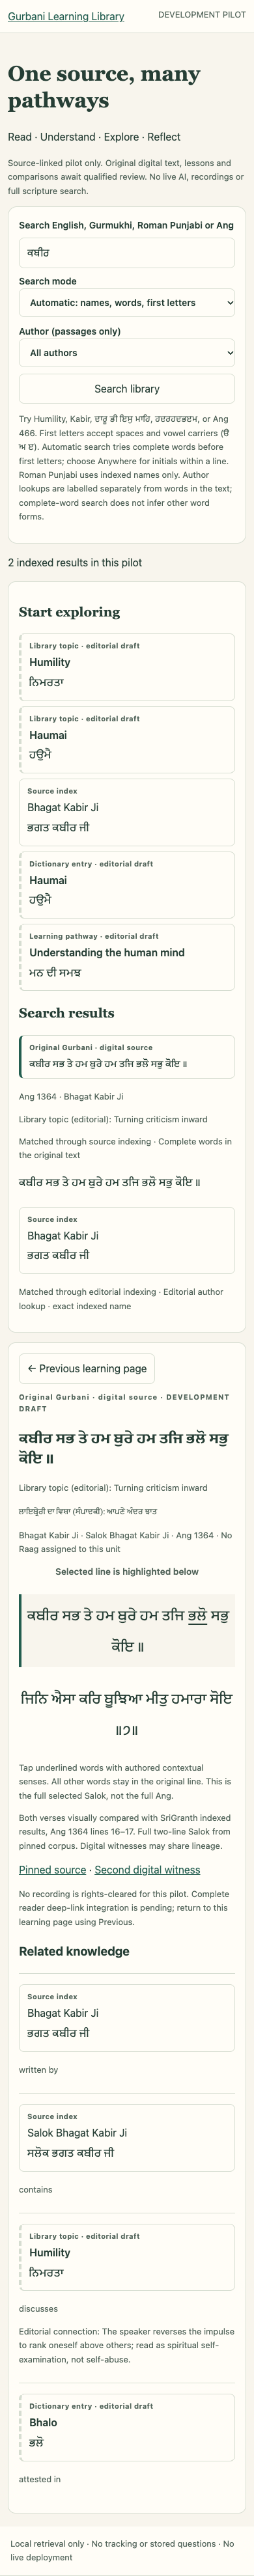 Gurbani Learning Library
DEVELOPMENT PILOT
One source, many
pathways
Read · Understand · Explore · Reflect
Source-linked pilot only. Original digital text, lessons and
comparisons await qualified review. No live AI, recordings or
full scripture search.
Search English, Gurmukhi, Roman Punjabi or Ang
ਕਬੀਰ
Search mode
Automatic: names, words, first letters
Author (passages only)
All authors
Search library
Try Humility, Kabir, ਦਾਰੂ ਭੀ ਇਸੁ ਮਾਹਿ, ਹਦਰਹਦਭਇਮ, or Ang
466. First letters accept spaces and vowel carriers (ੳ
ਅ ੲ). Automatic search tries complete words before
first letters; choose Anywhere for initials within a line.
Roman Punjabi uses indexed names only. Author
lookups are labelled separately from words in the text;
complete-word search does not infer other word
forms.
2 indexed results in this pilot
Start exploring
Library topic · editorial draft
Humility
ਨਿਮਰਤਾ
Library topic · editorial draft
Haumai
ਹਉਮੈ
Source index
Bhagat Kabir Ji
ਭਗਤ ਕਬੀਰ ਜੀ
Dictionary entry · editorial draft
Haumai
ਹਉਮੈ
Learning pathway · editorial draft
Understanding the human mind
ਮਨ ਦੀ ਸਮਝ
Search results
Original Gurbani · digital source
ਕਬੀਰ ਸਭ ਤੇ ਹਮ ਬੁਰੇ ਹਮ ਤਜਿ ਭਲੋ ਸਭੁ ਕੋਇ ॥
Ang 1364 · Bhagat Kabir Ji
Library topic (editorial): Turning criticism inward
Matched through source indexing · Complete words in
the original text
ਕਬੀਰ ਸਭ ਤੇ ਹਮ ਬੁਰੇ ਹਮ ਤਜਿ ਭਲੋ ਸਭੁ ਕੋਇ ॥
Source index
Bhagat Kabir Ji
ਭਗਤ ਕਬੀਰ ਜੀ
Matched through editorial indexing · Editorial author
lookup · exact indexed name
← Previous learning page
Original Gurbani · digital source · DEVELOPMENT
DRAFT
ਕਬੀਰ ਸਭ ਤੇ ਹਮ ਬੁਰੇ ਹਮ ਤਜਿ ਭਲੋ ਸਭੁ
ਕੋਇ ॥
Library topic (editorial): Turning criticism inward
ਲਾਇਬ੍ਰੇਰੀ ਦਾ ਵਿਸ਼ਾ (ਸੰਪਾਦਕੀ): ਆਪਣੇ ਅੰਦਰ ਝਾਤ
Bhagat Kabir Ji · Salok Bhagat Kabir Ji · Ang 1364 · No
Raag assigned to this unit
Selected line is highlighted below
ਕਬੀਰ ਸਭ ਤੇ ਹਮ ਬੁਰੇ ਹਮ ਤਜਿ ਭਲੋ ਸਭੁ
ਕੋਇ ॥
ਜਿਨਿ ਐਸਾ ਕਰਿ ਬੂਝਿਆ ਮੀਤੁ ਹਮਾਰਾ ਸੋਇ
॥੭॥
Tap underlined words with authored contextual
senses. All other words stay in the original line. This is
the full selected Salok, not the full Ang.
Both verses visually compared with SriGranth indexed
results, Ang 1364 lines 16–17. Full two-line Salok from
pinned corpus. Digital witnesses may share lineage.
Pinned source · Second digital witness
No recording is rights-cleared for this pilot. Complete
reader deep-link integration is pending; return to this
learning page using Previous.
Related knowledge
Source index
Bhagat Kabir Ji
ਭਗਤ ਕਬੀਰ ਜੀ
written by
Source index
Salok Bhagat Kabir Ji
ਸਲੋਕ ਭਗਤ ਕਬੀਰ ਜੀ
contains
Library topic · editorial draft
Humility
ਨਿਮਰਤਾ
discusses
Editorial connection: The speaker reverses the impulse
to rank oneself above others; read as spiritual self-
examination, not self-abuse.
Dictionary entry · editorial draft
Bhalo
ਭਲੋ
attested in
Local retrieval only · No tracking or stored questions · No
live deployment